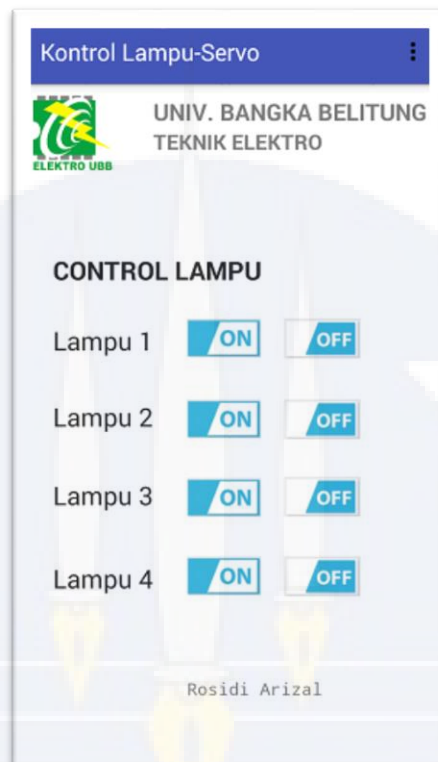 Kontrol Lampu-Servo
UNIV. BANGKA BELITUNG
TEKNIK ELEKTRO
ELEKTRO UBB
CONTROL LAMPU
Lampu 1 ON OFF
Lampu 2 ON OFF
Lampu 3 ON OFF
Lampu 4 ON OFF
Rosidi Arizal